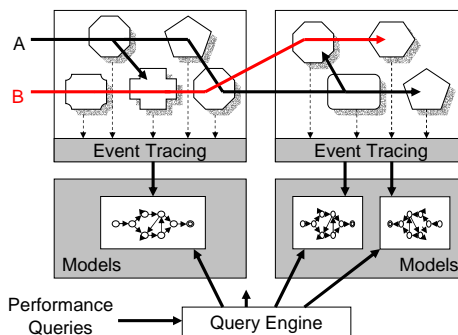 A
B
Event Tracing
Event Tracing
Models
Models
Performance
Queries
Query Engine